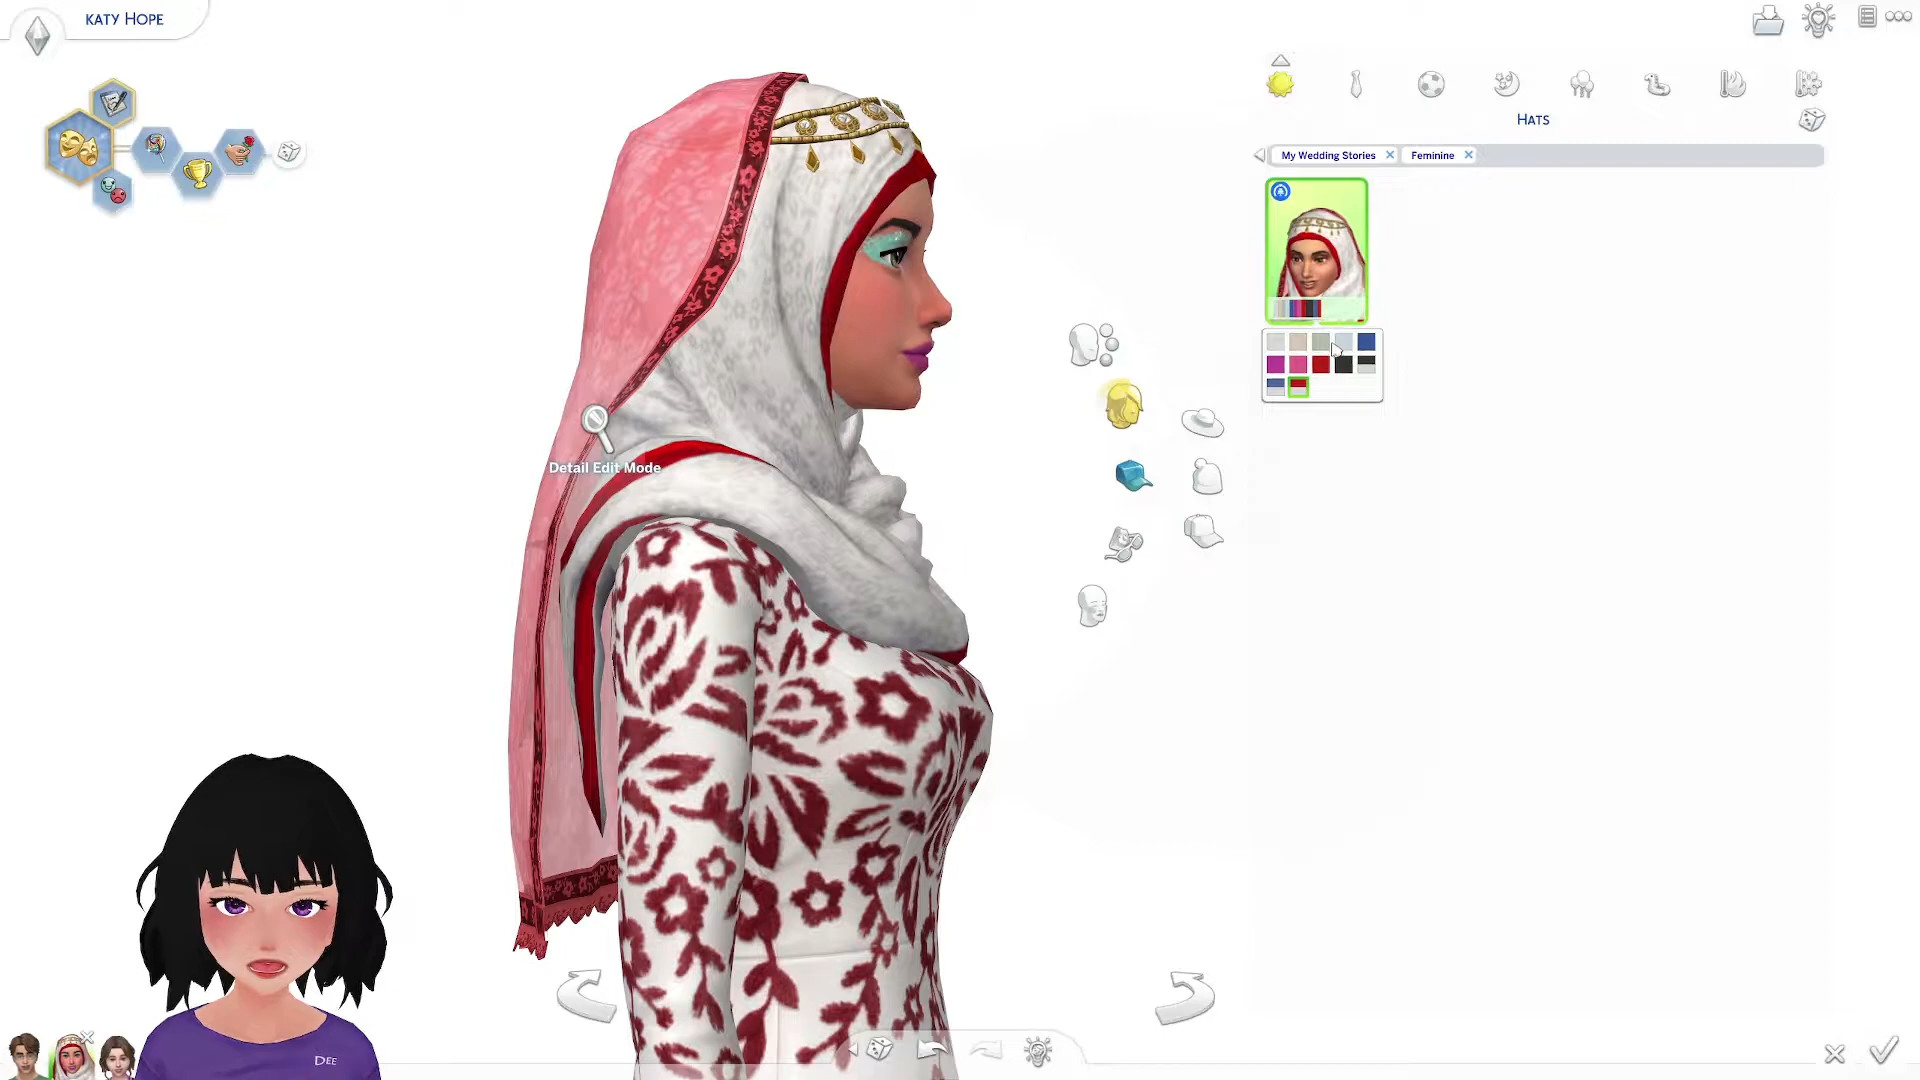 KATY HOPE
HATS
My Wedding Stories
Feminine
Detail Edit Mode
DEE